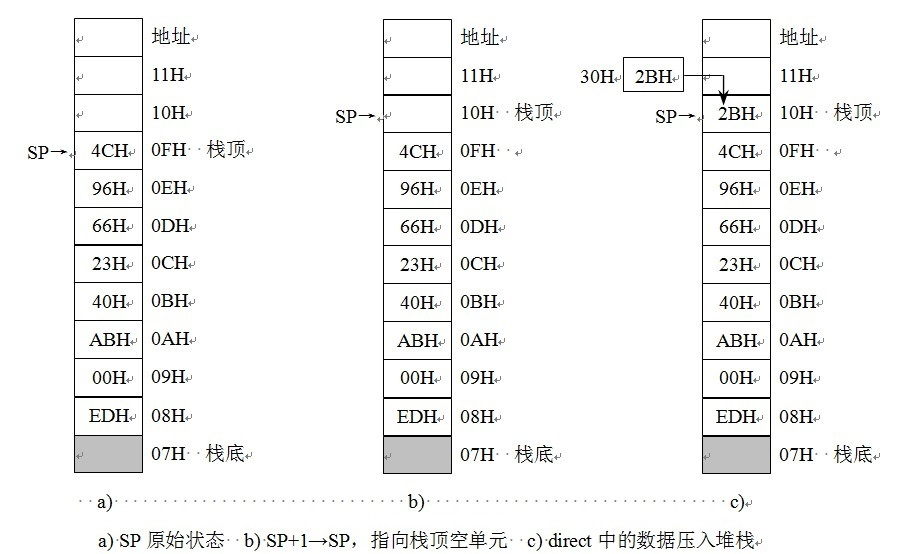 地址 地址 地址
11H 11H 30H 2BH 11H
10H SP→ 10H 栈顶 SP→ 2BH 10H 栈顶
SP→ 4CH 0FH 栈顶 4CH 0FH 4CH 0FH
96H 0EH 96H 0EH 96H 0EH
66H 0DH 66H 0DH 66H 0DH
23H 0CH 23H 0CH 23H 0CH
40H 0BH 40H 0BH 40H 0BH
ABH 0AH ABH 0AH ABH 0AH
00H 09H 00H 09H 00H 09H
EDH 08H EDH 08H EDH 08H
07H 栈底 07H 栈底 07H 栈底
a) b) c)
a) SP 原始状态 b) SP+1→SP，指向栈顶空单元 c) direct 中的数据压入堆栈